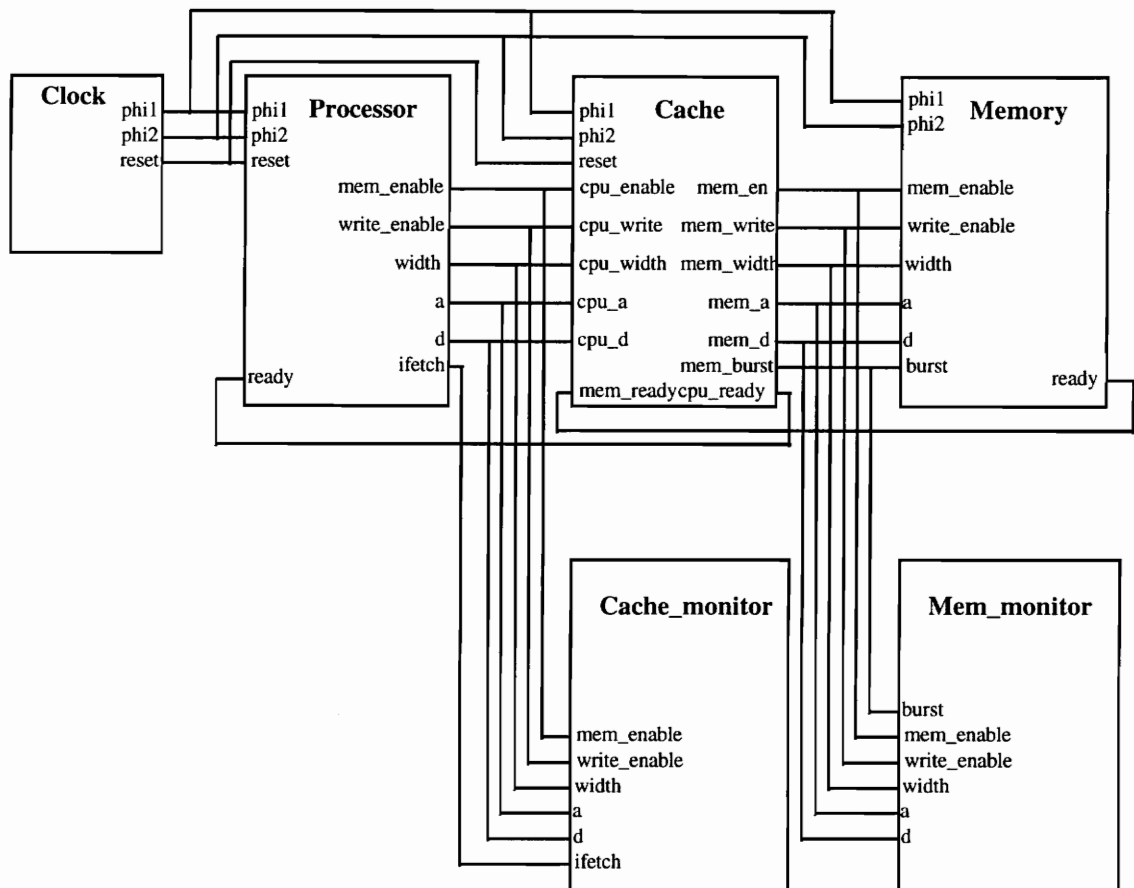 Clock
phi1
phi2
reset
Processor
phi1
phi2
reset
mem_enable
write_enable
width
a
d
ifetch
ready
Cache
phi1
phi2
reset
cpu_enable
cpu_write
cpu_width
cpu_a
cpu_d
mem_en
mem_write
mem_width
mem_a
mem_d
mem_burst
mem_readycpu_ready
Memory
phi1
phi2
mem_enable
write_enable
width
a
d
burst
ready
Cache_monitor
mem_enable
write_enable
width
a
d
ifetch
Mem_monitor
burst
mem_enable
write_enable
width
a
d